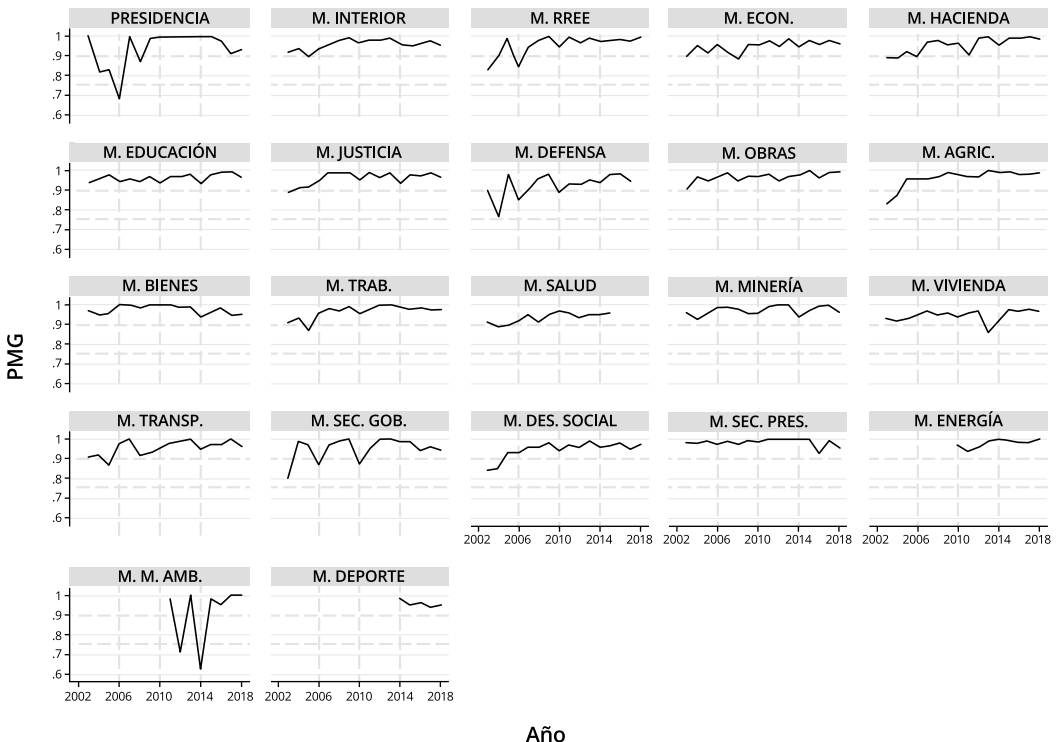 PRESIDENCIA M. INTERIOR M. RREE M. ECON. M. HACIENDA
1
.9
.8
.7
.6
M. EDUCACIÓN M. JUSTICIA M. DEFENSA M. OBRAS M. AGRIC.
1
.9
.8
.7
.6
M. BIENES M. TRAB. M. SALUD M. MINERÍA M. VIVIENDA
1
.9
.8
.7
.6
PMG
M. TRANSP. M. SEC. GOB. M. DES. SOCIAL M. SEC. PRES. M. ENERGÍA
1
.9
.8
.7
.6
2002 2006 2010 2014 2018 2002 2006 2010 2014 2018 2002 2006 2010 2014 2018
M. M. AMB. M. DEPORTE
1
.9
.8
.7
.6
2002 2006 2010 2014 2018 2002 2006 2010 2014 2018
Año